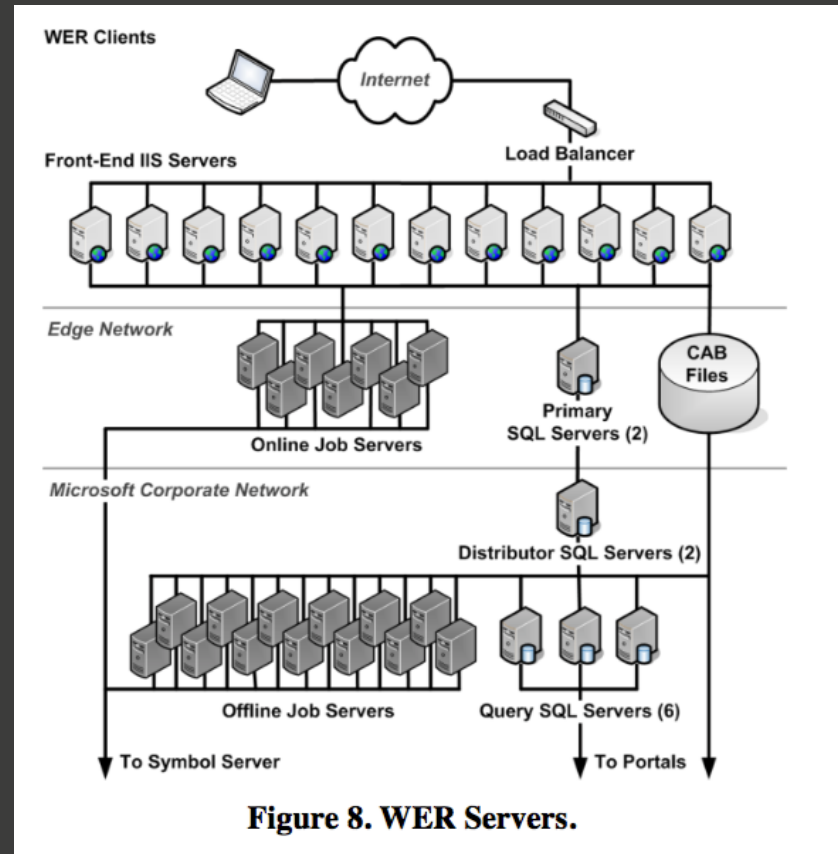 WER Clients
Internet
Load Balancer
Front-End IIS Servers
Edge Network
CAB
Files
Primary
SQL Servers (2)
Online Job Servers
Microsoft Corporate Network
Distributor SQL Servers (2)
Offline Job Servers
Query SQL Servers (6)
To Symbol Server
To Portals
Figure 8. WER Servers.